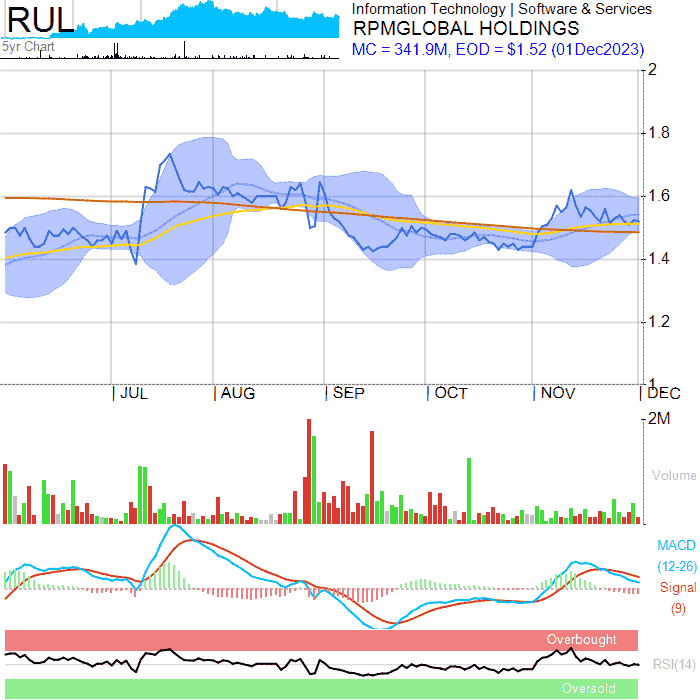 RUL
5yr Chart
Information Technology | Software & Services
RPMGLOBAL HOLDINGS
MC = 341.9M, EOD = $1.52 (01Dec2023)
2
1.8
1.6
1.4
1.2
1
JUL AUG SEP OCT NOV DEC
2M
Volume
MACD
(12-26)
Signal
(9)
Overbought
RSI(14)
Oversold